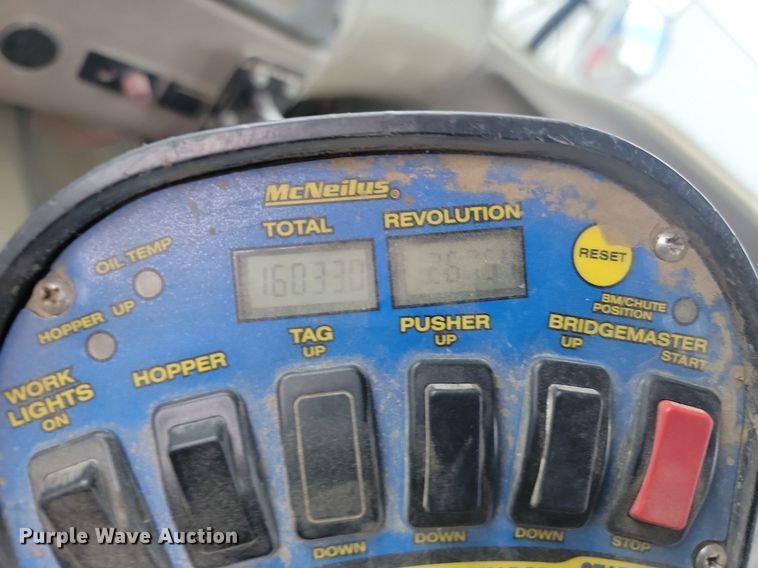 McNeilus®
TOTAL REVOLUTION
160330
RESET
OIL TEMP
HOPPER UP
BM/CHUTE
POSITION
WORK
LIGHTS
ON
HOPPER
TAG
UP
PUSHER
UP
BRIDGEMASTER
UP START
DOWN DOWN DOWN STOP
Purple Wave Auction